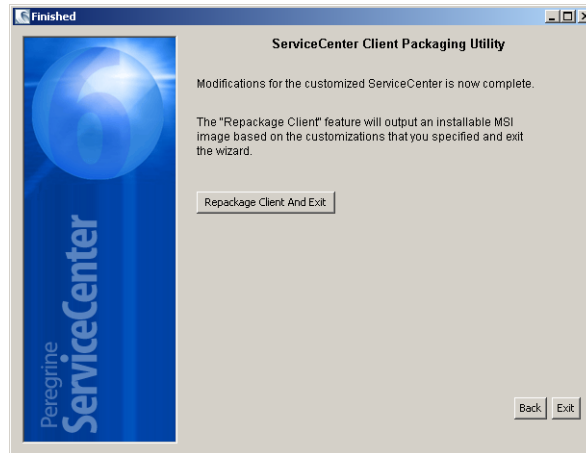 Finished
ServiceCenter Client Packaging Utility
Modifications for the customized ServiceCenter is now complete.
The "Repackage Client" feature will output an installable MSI
image based on the customizations that you specified and exit
the wizard.
Repackage Client And Exit
6
Peregrine
ServiceCenter
Back
Exit